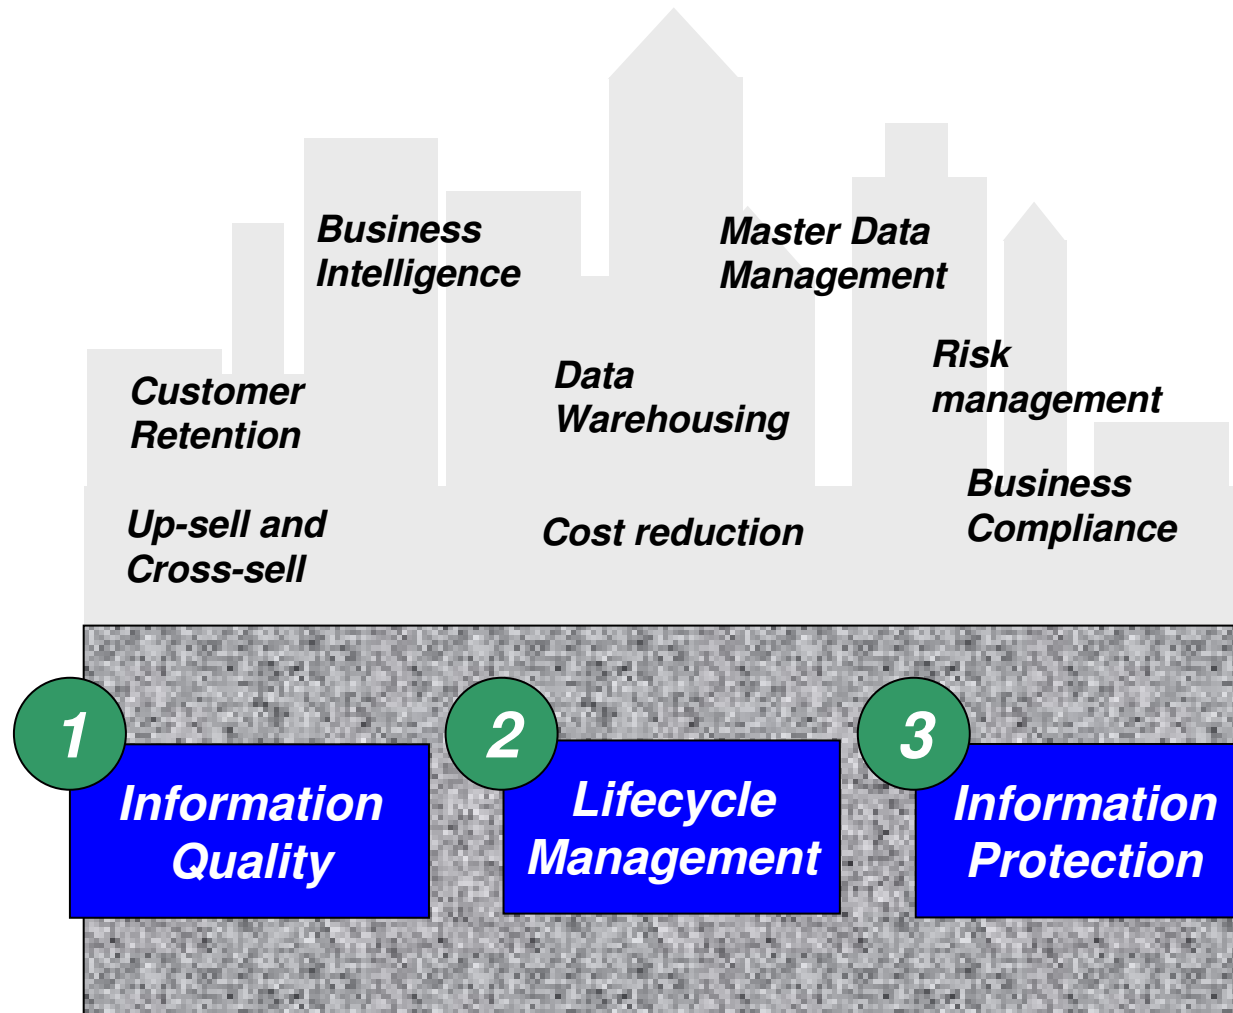 Business
Intelligence
Master Data
Management
Customer
Retention
Data
Warehousing
Risk
management
Up-sell and
Cross-sell
Cost reduction
Business
Compliance
1
Information
Quality
2
Lifecycle
Management
3
Information
Protection